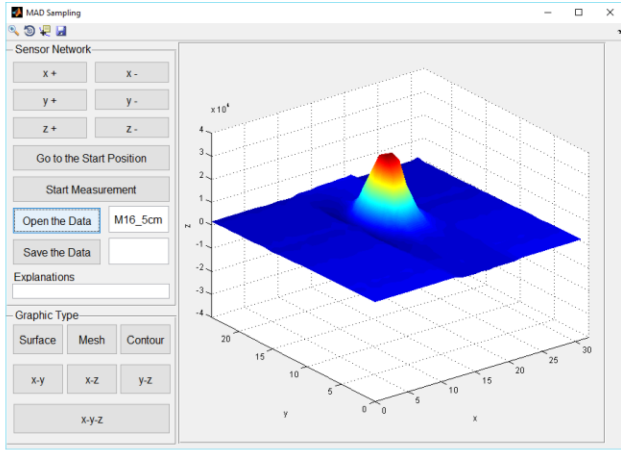 MAD Sampling
Sensor Network
x + x -
y + y -
z + z -
Go to the Start Position
Start Measurement
Open the Data M16_5cm
Save the Data
Explanations
Graphic Type
Surface Mesh Contour
x-y x-z y-z
x-y-z
4
3
2
1
0
-1
-2
-3
-4
z
20
15
10
5
0
y
0
5
10
15
20
25
30
x